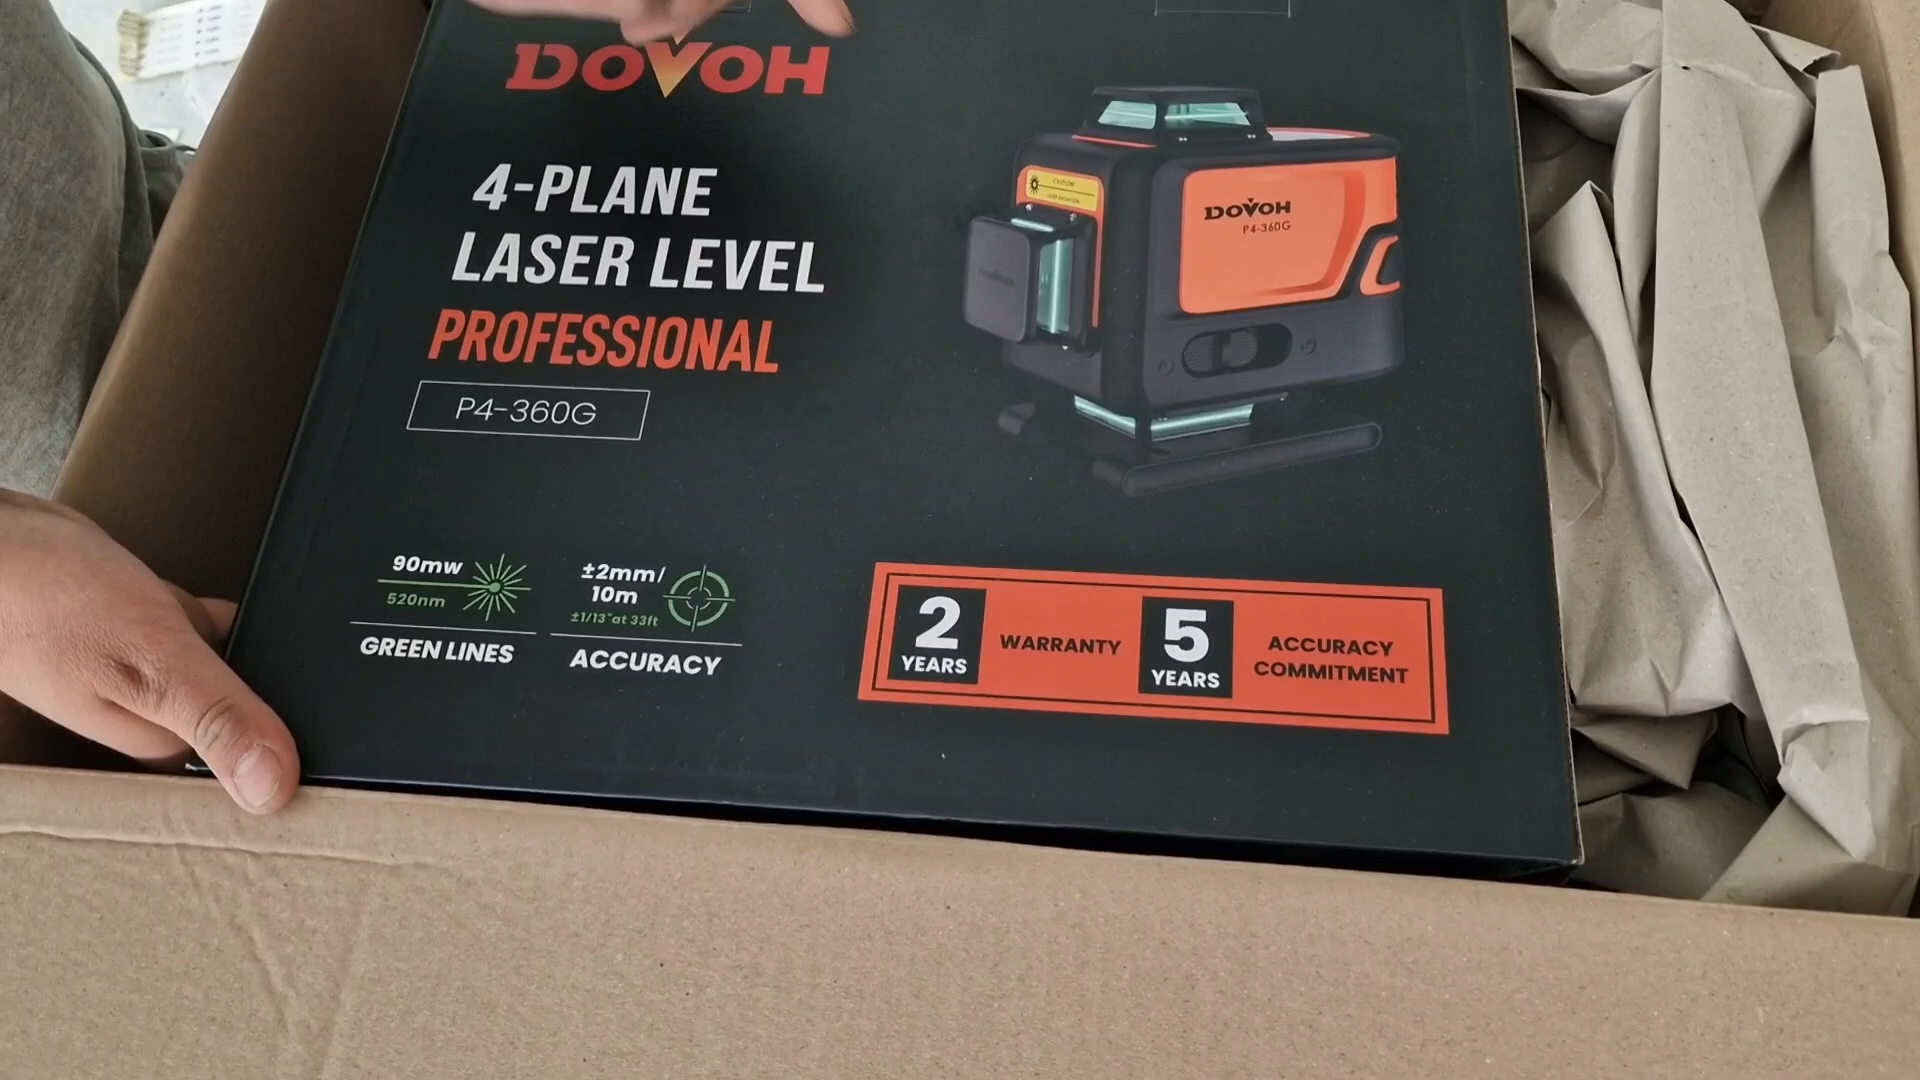 DOVOH
4-PLANE
LASER LEVEL
PROFESSIONAL
P4-360G
CAUTION
DOVOH
P4-360G
90mw
520nm
GREEN LINES
±2mm/
10m
±1/13"at 33ft
ACCURACY
2
YEARS
WARRANTY
5
YEARS
ACCURACY
COMMITMENT